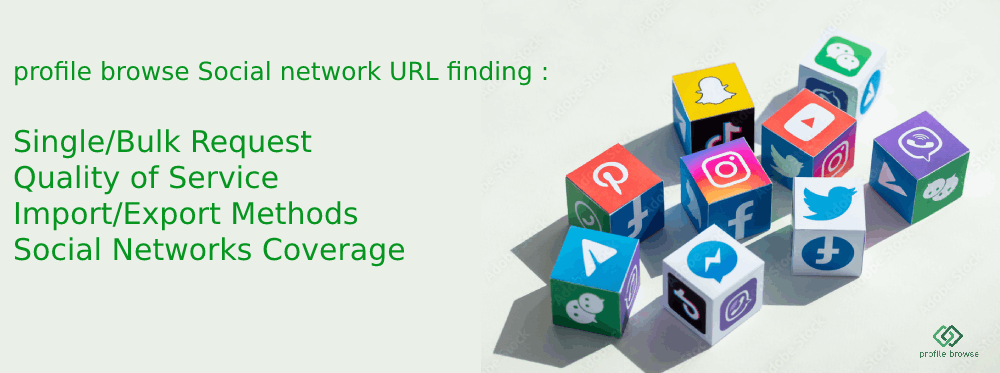 profile browse Social network URL finding :
Single/Bulk Request
Quality of Service
Import/Export Methods
Social Networks Coverage
profile browse